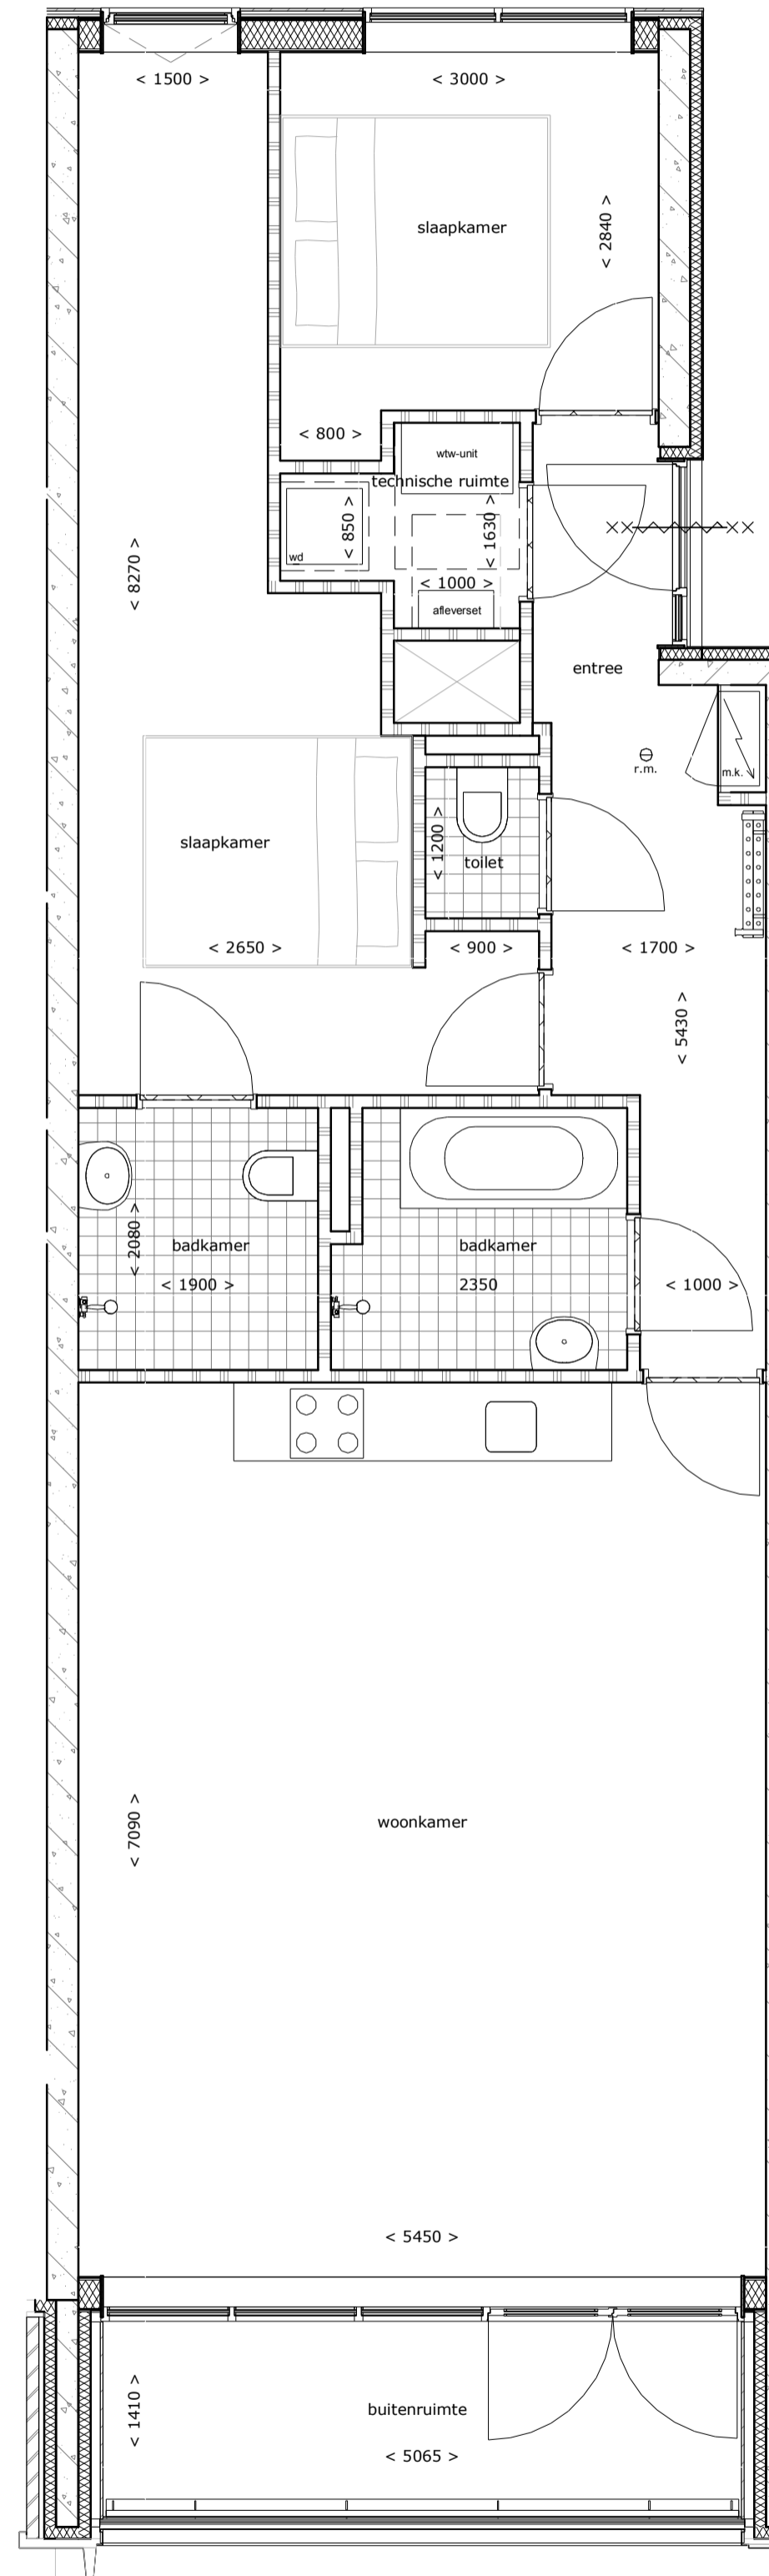 < 1500 >
< 3000 >
slaapkamer
< 2840 >
< 800 >
wtw-unit
technische ruimte
< 850 >
< 1630 >
wd
< 8270 >
< 1000 >
afleverset
entree
r.m.
m.k.
slaapkamer
< 1200 >
toilet
< 2650 >
< 900 >
< 1700 >
< 5430 >
< 2080 >
badkamer
badkamer
< 1900 >
2350
< 1000 >
< 7090 >
woonkamer
< 5450 >
< 1410 >
buitenruimte
< 5065 >